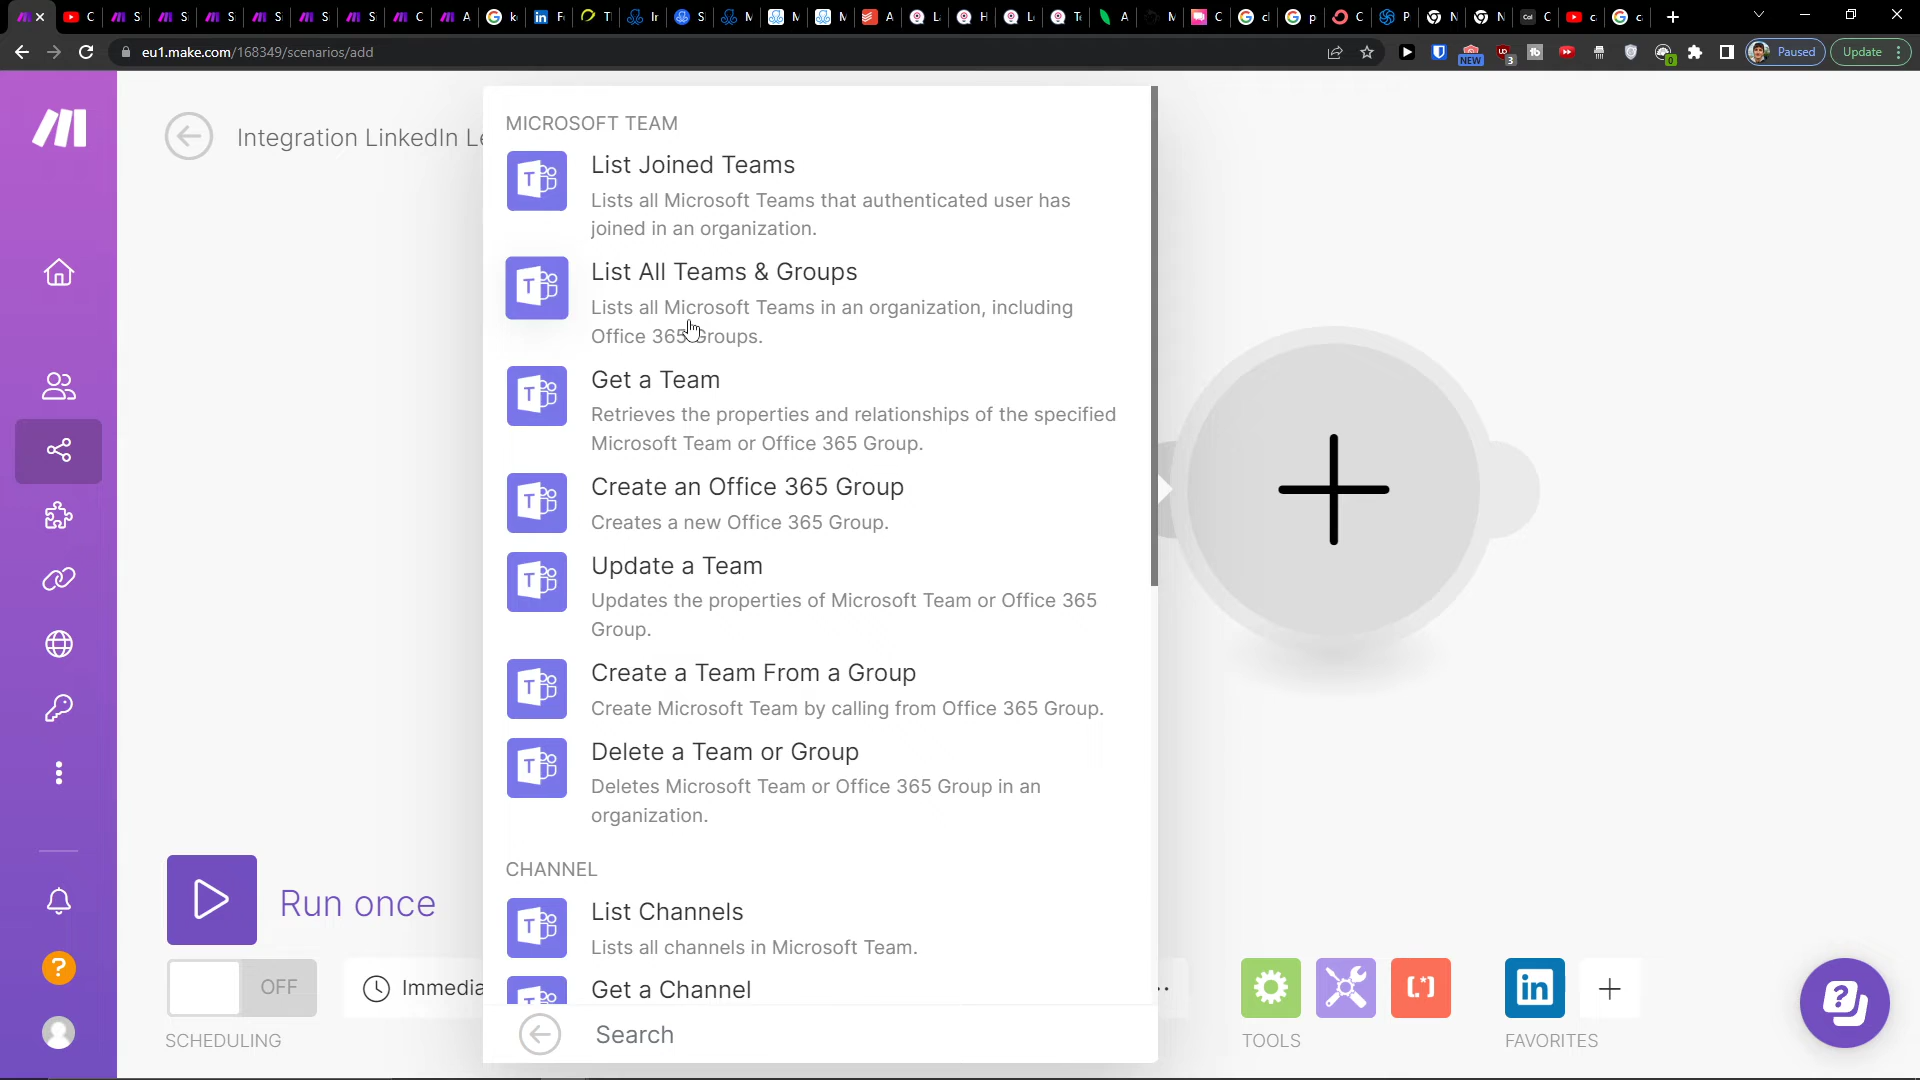 eu1.make.com/168349/scenarios/add
NEW
3
0
Paused
Update
Integration LinkedIn Le
MICROSOFT TEAM
List Joined Teams
Lists all Microsoft Teams that authenticated user has
joined in an organization.
List All Teams & Groups
Lists all Microsoft Teams in an organization, including
Office 365 Groups.
Get a Team
Retrieves the properties and relationships of the specified
Microsoft Team or Office 365 Group.
Create an Office 365 Group
Creates a new Office 365 Group.
Update a Team
Updates the properties of Microsoft Team or Office 365
Group.
Create a Team From a Group
Create Microsoft Team by calling from Office 365 Group.
Delete a Team or Group
Deletes Microsoft Team or Office 365 Group in an
organization.
CHANNEL
List Channels
Lists all channels in Microsoft Team.
Get a Channel
Search
Run once
OFF
Immedia
SCHEDULING
TOOLS
FAVORITES